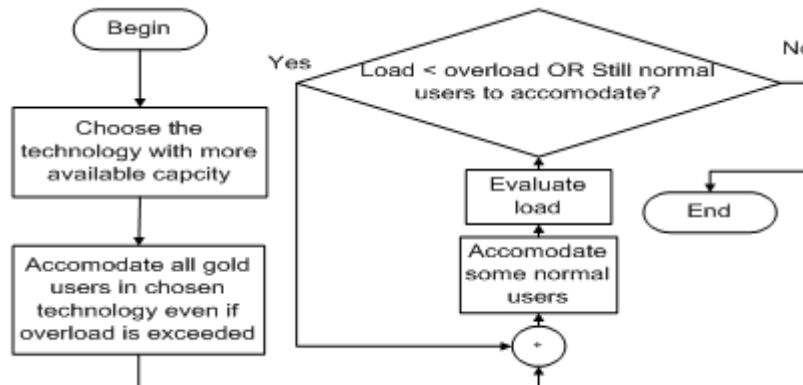 Begin
Choose the
technology with more
available capcity
Accomodate all gold
users in chosen
technology even if
overload is exceeded
Yes
Load < overload OR Still normal
users to accomodate?
No
Evaluate
load
Accomodate
some normal
users
+
End